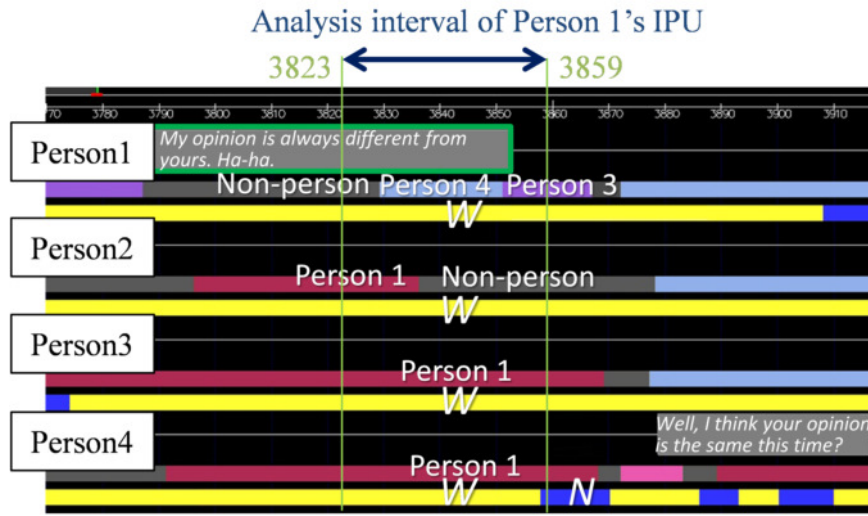 Analysis interval of Person 1's IPU
3823 3859
70 3780 3790 3800 3810 3820 3830 3840 3850 3860 3870 3880 3890 3900 3910
Person1
My opinion is always different from
yours. Ha-ha.
Non-person Person 4 Person 3
W
Person2
Person 1 Non-person
W
Person3
Person 1
W
Person4
Well, I think your opinion
is the same this time?
Person 1
W N